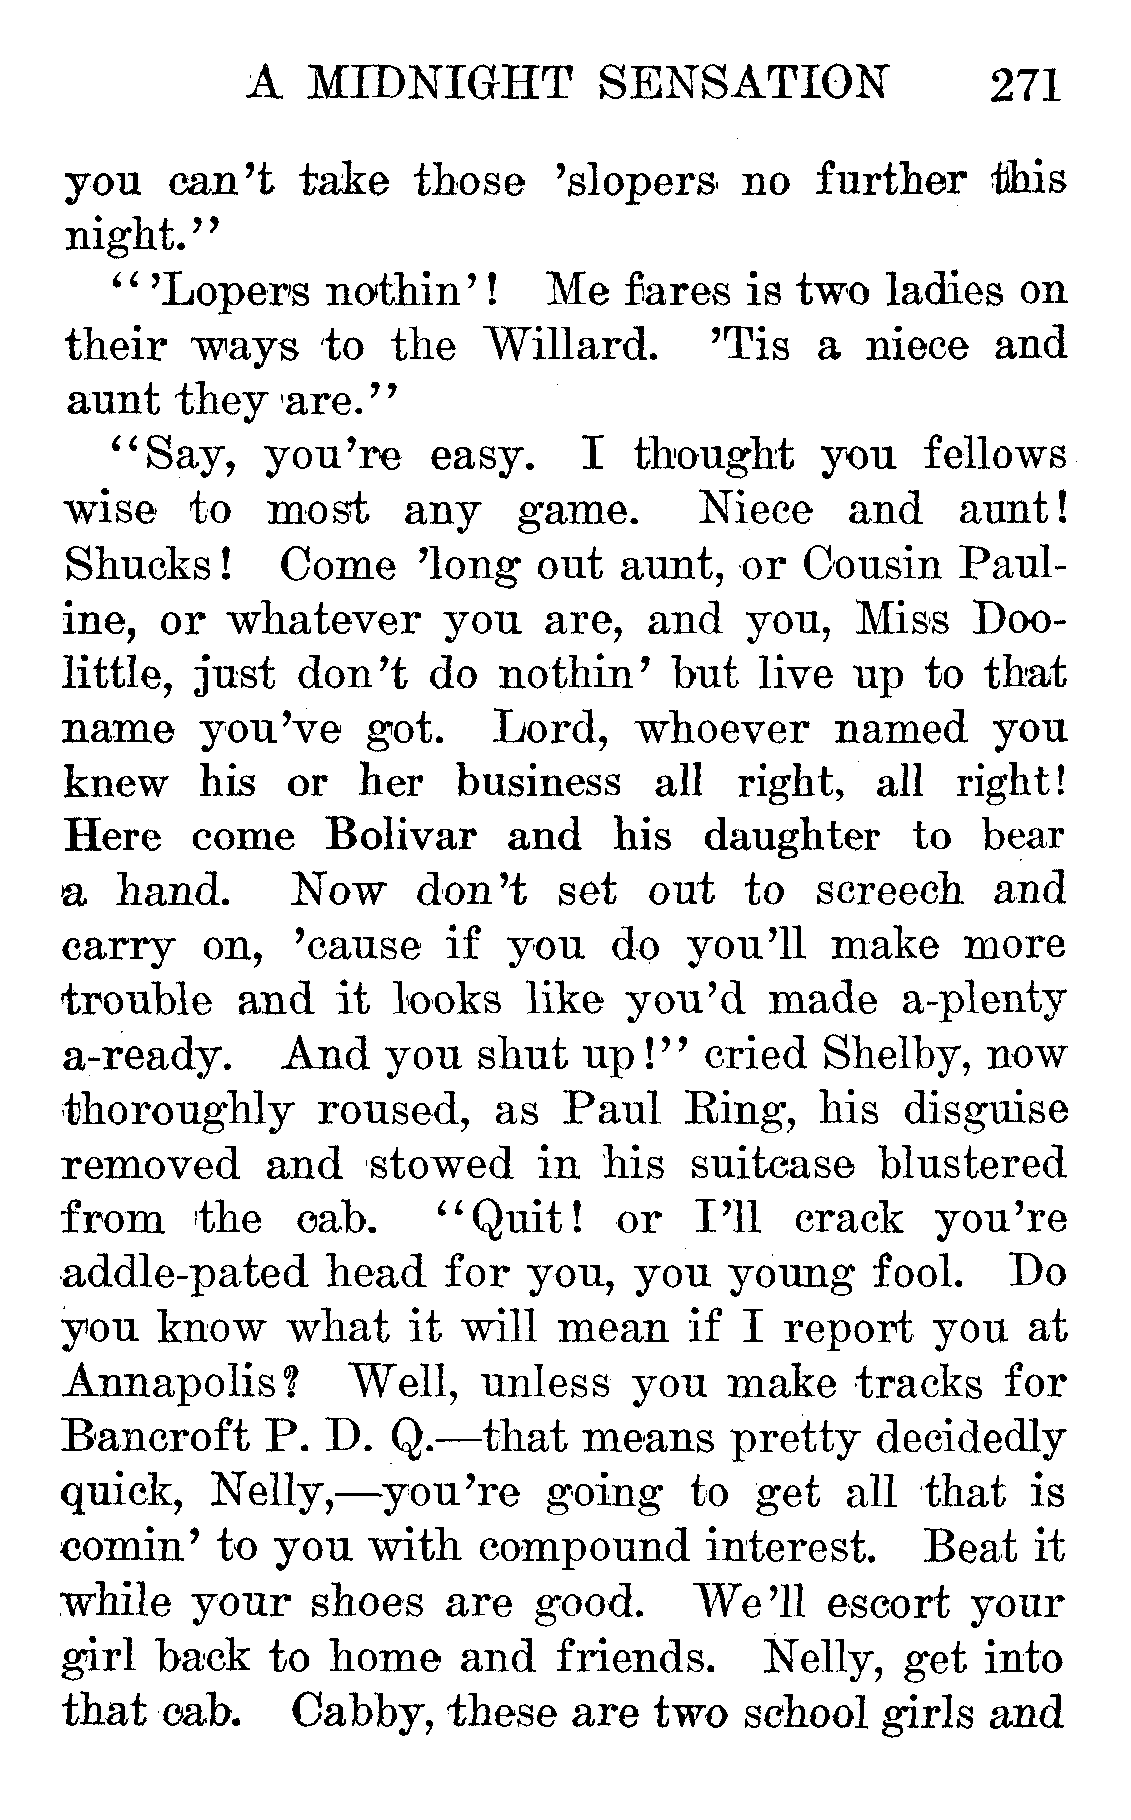 A MIDNIGHT SENSATION 271
you can't take those 'slopers no further this
night.''
'''Lopers nothin'! Me fares is two ladies on
their ways to the Willard. 'Tis a niece and
aunt they are.''
''Say, you're easy. I thought you fellows
wise to most any game. Niece and aunt!
Shucks! Come 'long out aunt, or Cousin Paul-
ine, or whatever you are, and you, Miss Doo-
little, just don't do nothin' but live up to that
name you've got. Lord, whoever named you
knew his or her business all right, all right!
Here come Bolivar and his daughter to bear
a hand. Now don't set out to screech and
carry on, 'cause if you do you'll make more
trouble and it looks like you'd made a-plenty
a-ready. And you shut up!'' cried Shelby, now
thoroughly roused, as Paul Ring, his disguise
removed and stowed in his suitcase blustered
from the cab. ''Quit! or I'll crack you're
addle-pated head for you, you young fool. Do
you know what it will mean if I report you at
Annapolis? Well, unless you make tracks for
Bancroft P. D. Q.—that means pretty decidedly
quick, Nelly,—you're going to get all that is
comin' to you with compound interest. Beat it
while your shoes are good. We'll escort your
girl back to home and friends. Nelly, get into
that cab. Cabby, these are two school girls and